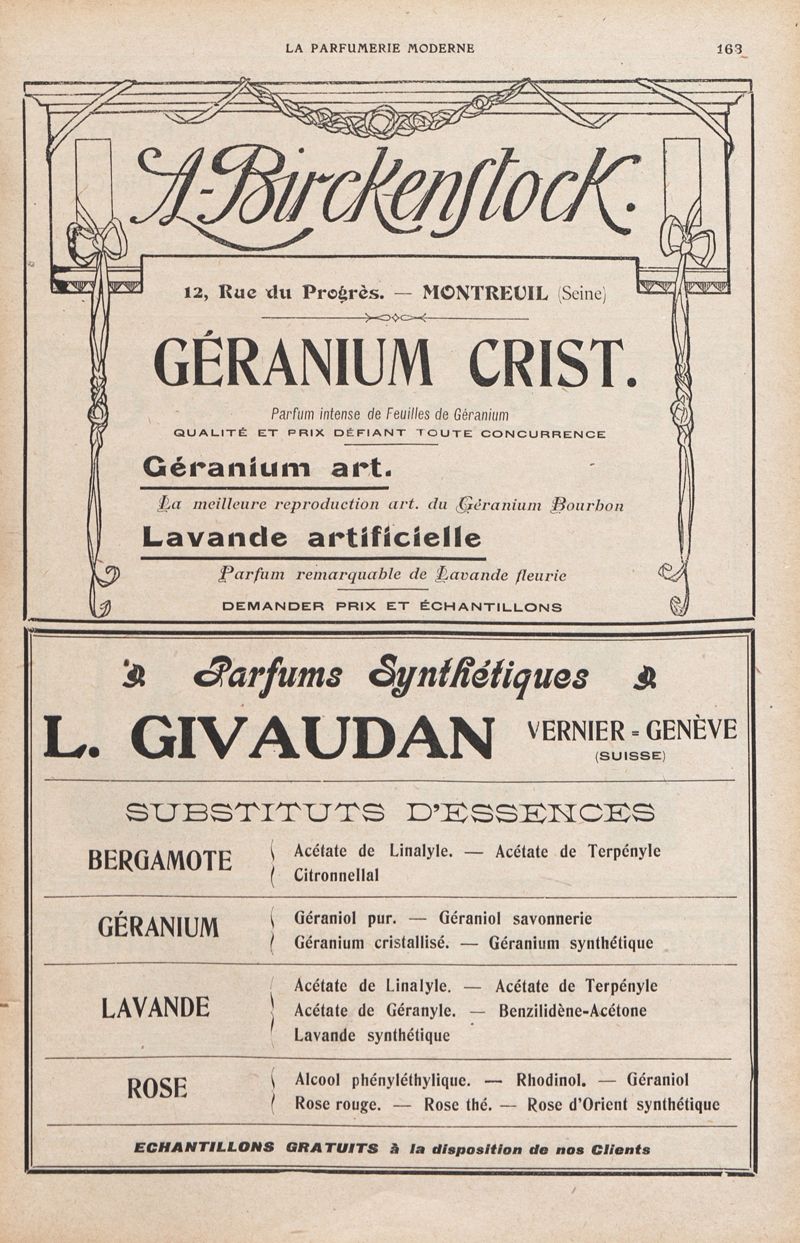 LA PARFUMERIE MODERNE 163
A-Birckenstock.
12, Rue du Progrès. — MONTREUIL (Seine)
GÉRANIUM CRIST.
Parfum intense de Feuilles de Géranium
QUALITÉ ET PRIX DÉFIANT TOUTE CONCURRENCE
Géranium art.
La meilleure reproduction art. du Géranium Bourbon
Lavande artificielle
Parfum remarquable de Lavande fleurie
DEMANDER PRIX ET ÉCHANTILLONS
Parfums Synthétiques
L. GIVAUDAN VERNIER = GENÈVE
(SUISSE)
SUBSTITUTS D'ESSENCES
BERGAMOTE
Acétate de Linalyle. — Acétate de Terpényle
Citronnellal
GÉRANIUM
Géraniol pur. — Géraniol savonnerie
Géranium cristallisé. — Géranium synthétique
LAVANDE
Acétate de Linalyle. — Acétate de Terpényle
Acétate de Géranyle. — Benzilidène-Acétone
Lavande synthétique
ROSE
Alcool phényléthylique. — Rhodinol. — Géraniol
Rose rouge. — Rose thé. — Rose d'Orient synthétique
ECHANTILLONS GRATUITS à la disposition de nos Clients